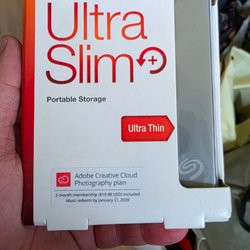 Ultra
Slim
Portable Storage
Ultra Thin
Adobe Creative Cloud
Photography plan
2-month membership ($19.98 USD) included
Must redeem by January 31, 2020